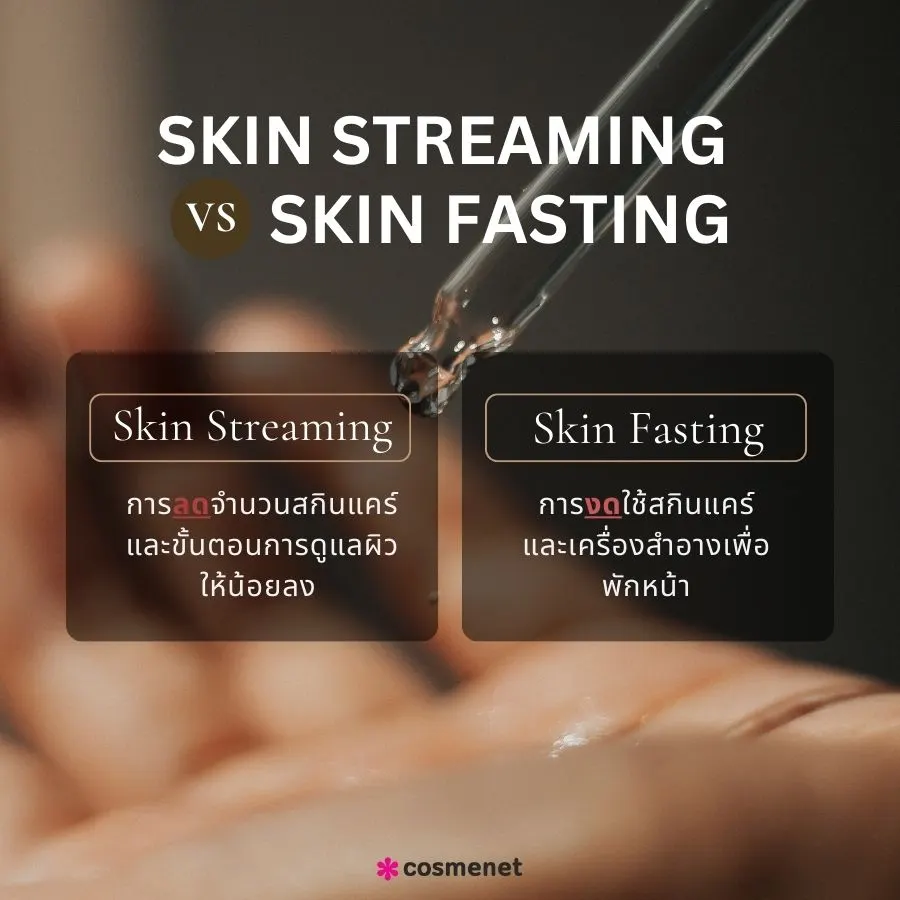 SKIN STREAMING
VS SKIN FASTING
Skin Streaming
การลดจำนวนสกินแคร์
และขั้นตอนการดูแลผิว
ให้น้อยลง
Skin Fasting
การงดใช้สกินแคร์
และเครื่องสำอางเพื่อ
พักหน้า
cosmenet